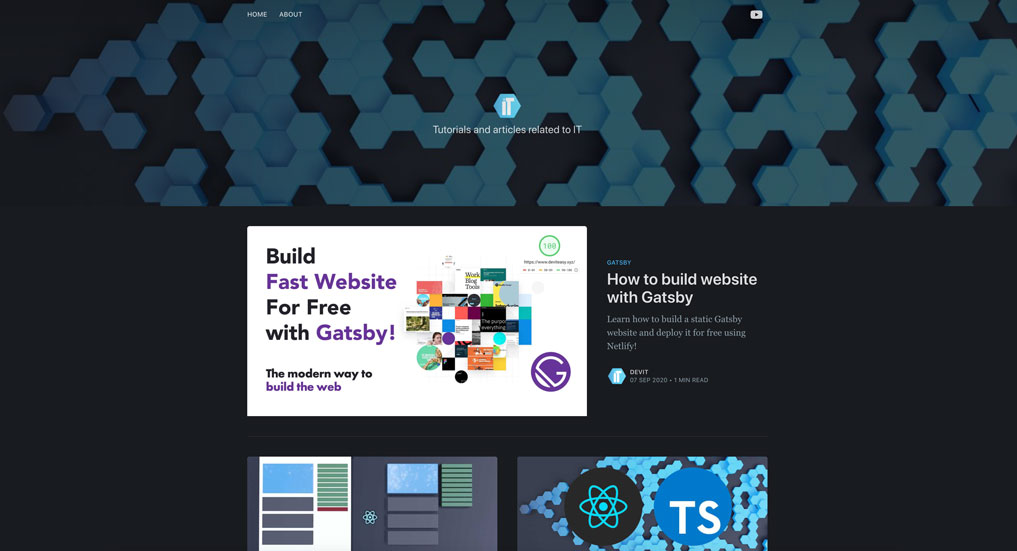 HOME ABOUT
iT
Tutorials and articles related to IT
Build
Fast Website
For Free
with Gatsby!
The modern way to
build the web
100
https://www.deviteasy.xyz/
Work
Blog
Tools
The purpo
everything
GATSBY
How to build website
with Gatsby
Learn how to build a static Gatsby
website and deploy it for free using
Netlify!
iT
DEVIT
07 SEP 2020 • 1 MIN READ
TS